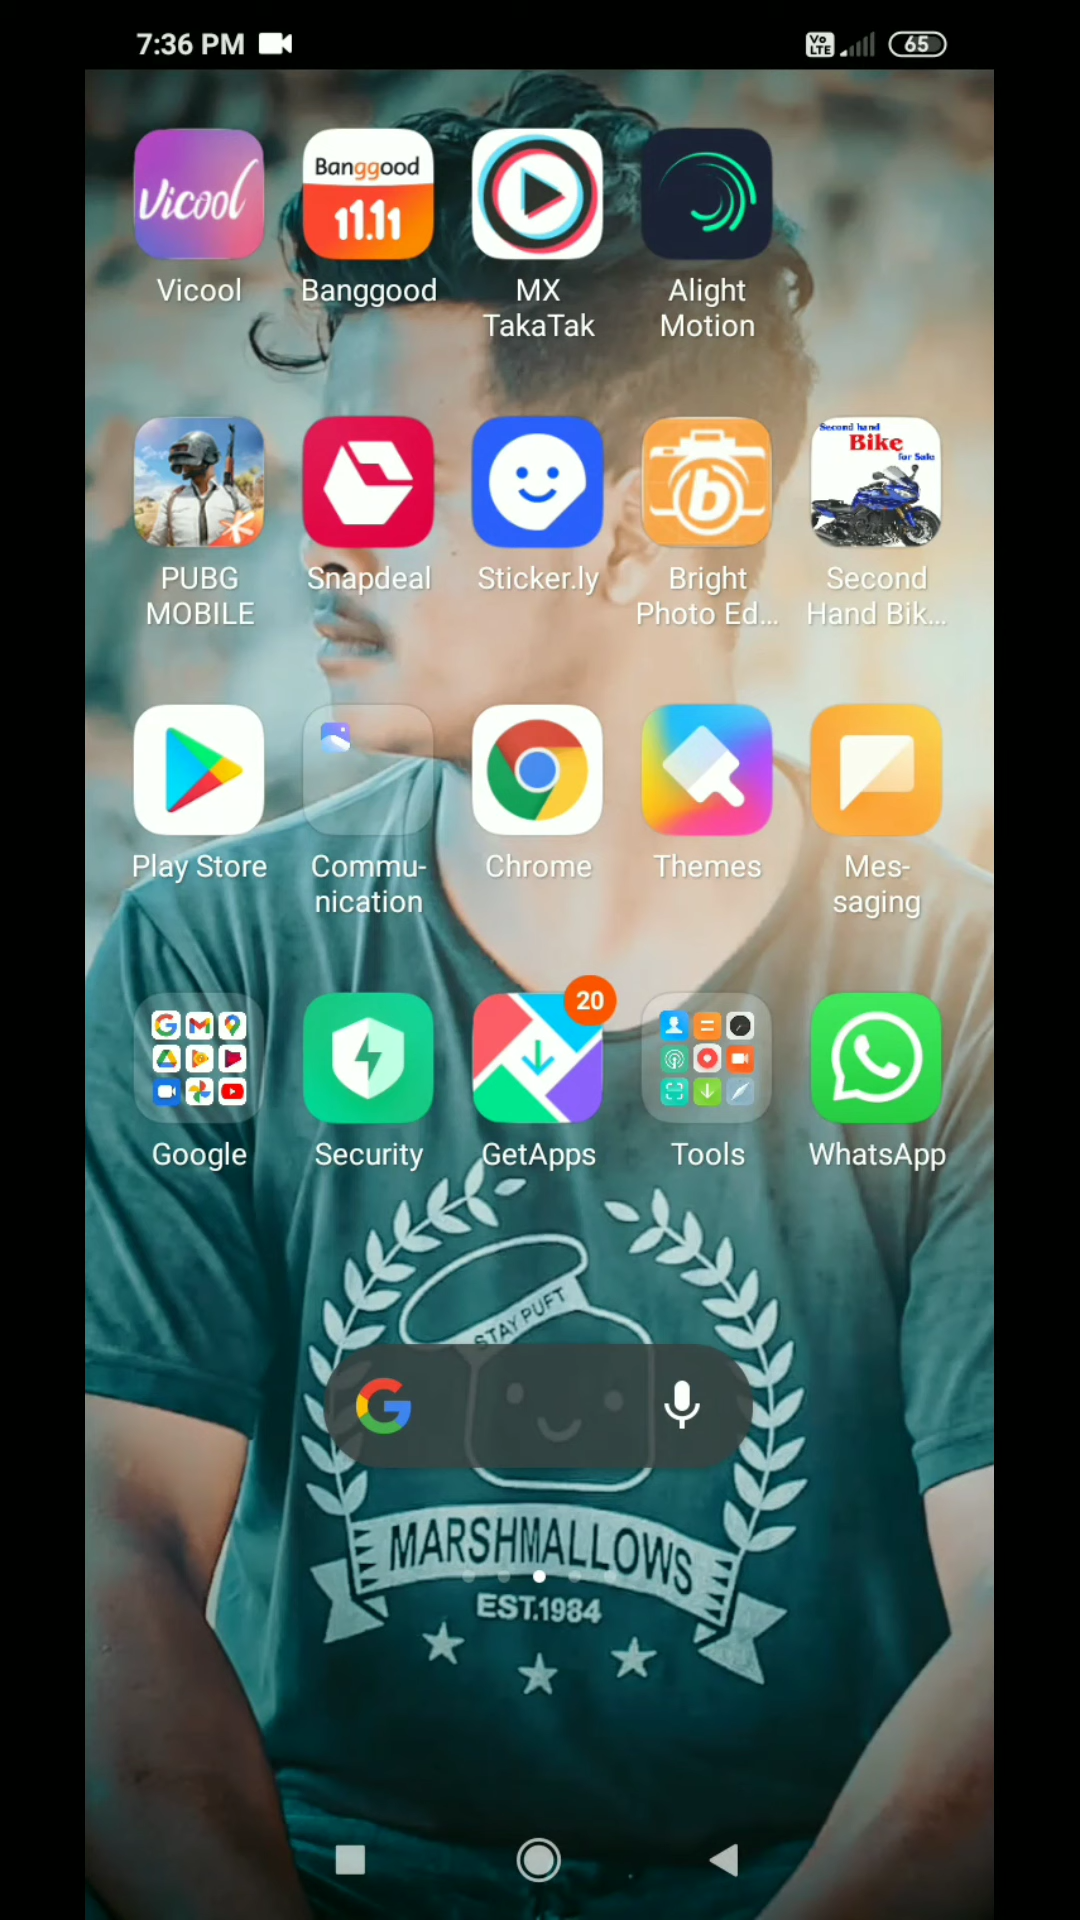 7:36 PM
Vo
LTE
65
Vicool
Banggood
11.11
Vicool
Banggood
MX
TakaTak
Alight
Motion
Second hand
Bike
for Sale
b
PUBG
MOBILE
Snapdeal
Sticker.ly
Bright
Photo Ed...
Second
Hand Bik...
Play Store
Commu-
nication
Chrome
Themes
Mes-
saging
20
Google
Security
GetApps
Tools
WhatsApp
STAY PUFT
G
MARSHMALLOWS
EST.1984